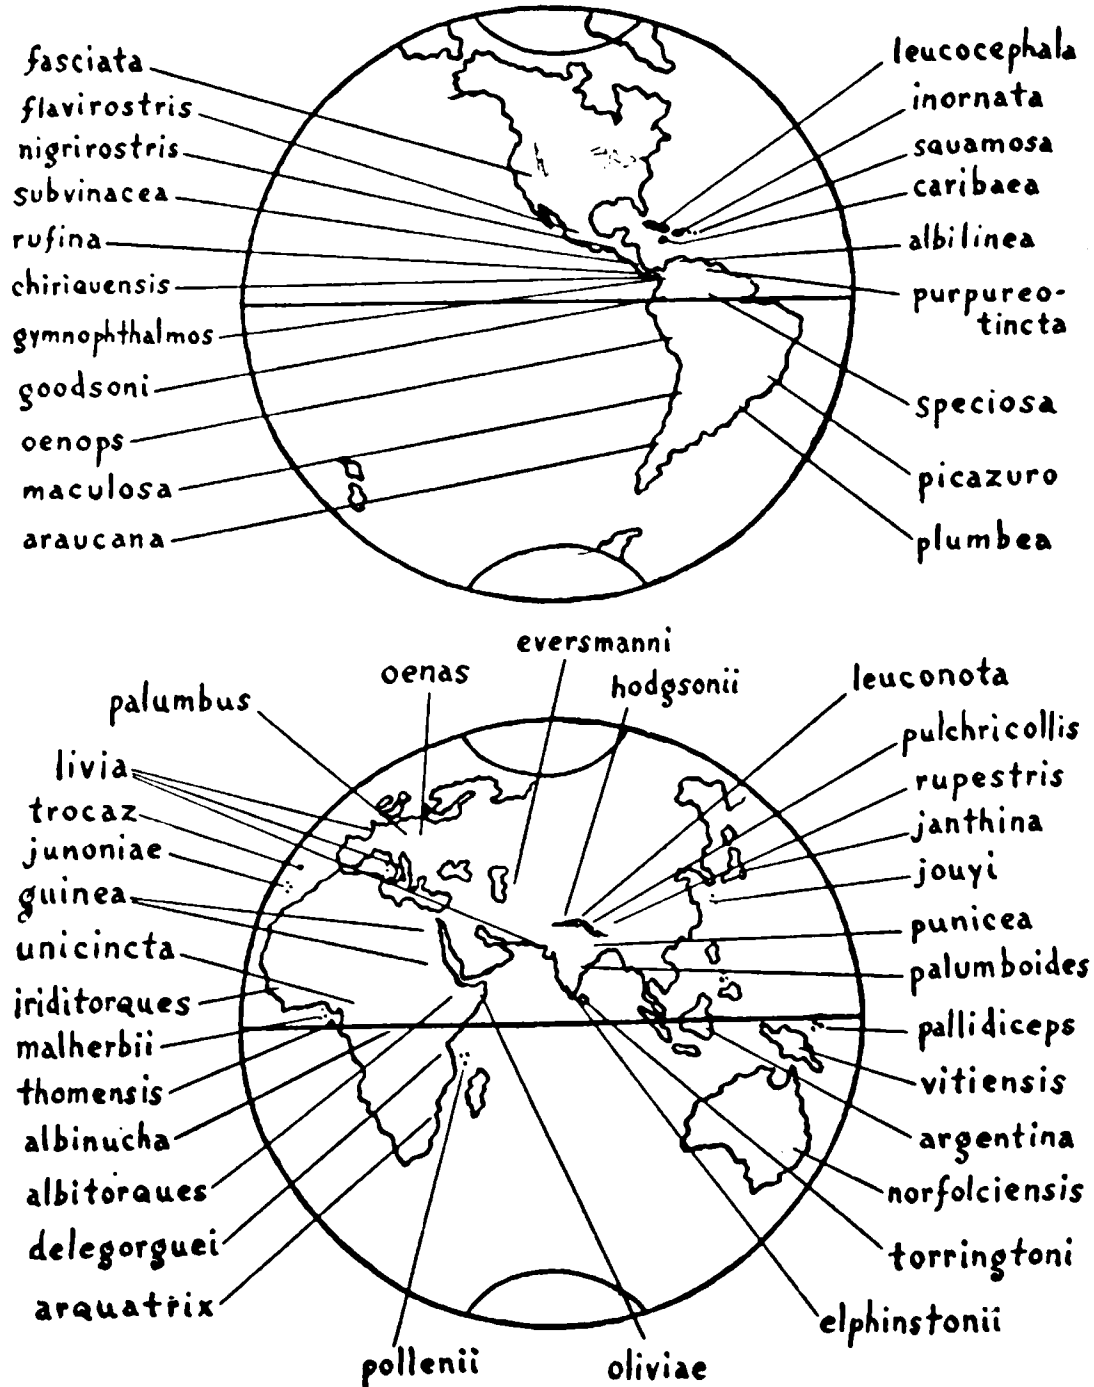 fasciata
flavirostris
nigrirostris
subvinacea
rufina
chiriquensis
gymnophthalmos
goodsoni
oenops
maculosa
araucana
leucocephala
inornata
squamosa
caribaea
albilinea
purpureo-
tincta
speciosa
picazuro
plumbea
eversmanni
oenas
hodgsonii
palumbus
livia
trocaz
junoniae
guinea
unicincta
iriditorques
malherbii
thomensis
albinucha
albitorques
delegorguei
arquatrix
pollenii
oliviae
leuconota
pulchricollis
rupestris
janthina
jouyi
punicea
palumboides
pallidiceps
vitiensis
argentina
norfolciensis
torringtoni
elphinstonii